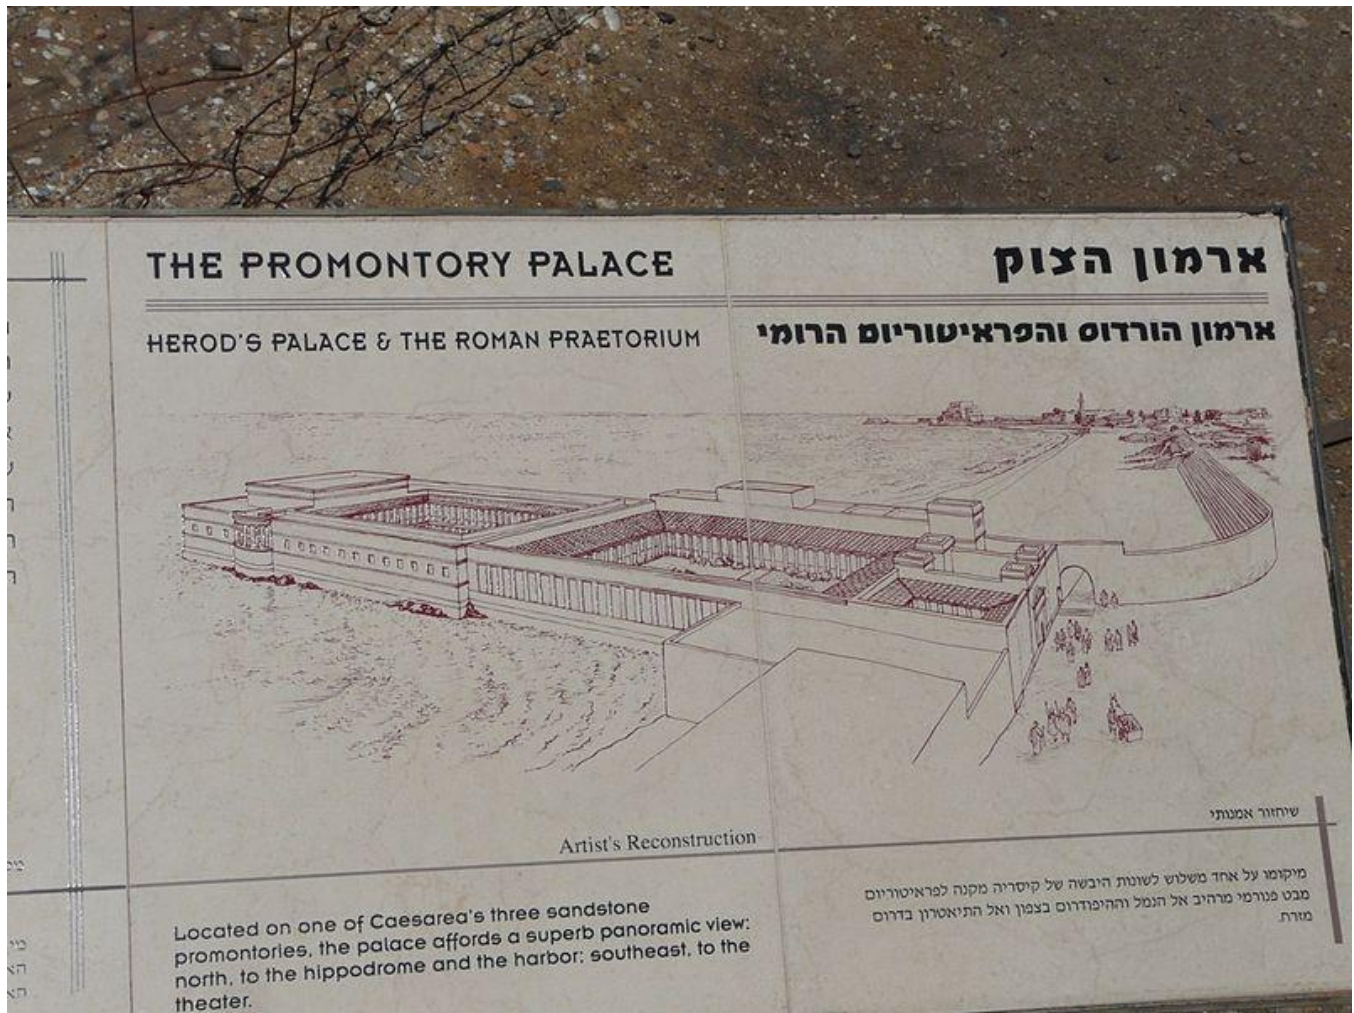 THE PROMONTORY PALACE
ארמון הצוק
HEROD'S PALACE & THE ROMAN PRAETORIUM
ארמון הורדוס והפראיטוריום הרומי
Artist's Reconstruction
שיחזור אמנותי
Located on one of Caesarea's three sandstone
promontories, the palace affords a superb panoramic view:
north, to the hippodrome and the harbor; southeast, to the
theater.
מיקומו על אחד משלוש לשונות היבשה של קיסריה מקנה לפראיטוריום
מבט פנורמי מרהיב אל הנמל וההיפודרום בצפון ואל התיאטרון בדרום
מזרח.